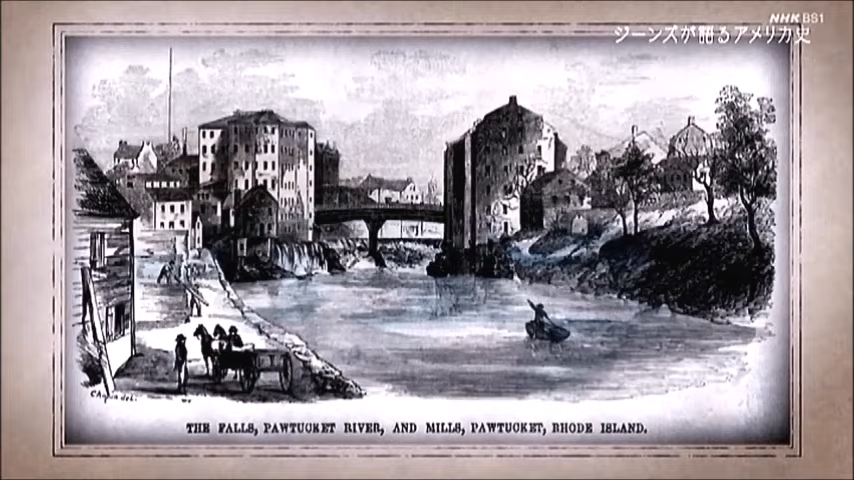 NHK BS1
ジーンズが語るアメリカ史
THE FALLS, PAWTUCKET RIVER, AND MILLS, PAWTUCKET, RHODE ISLAND.